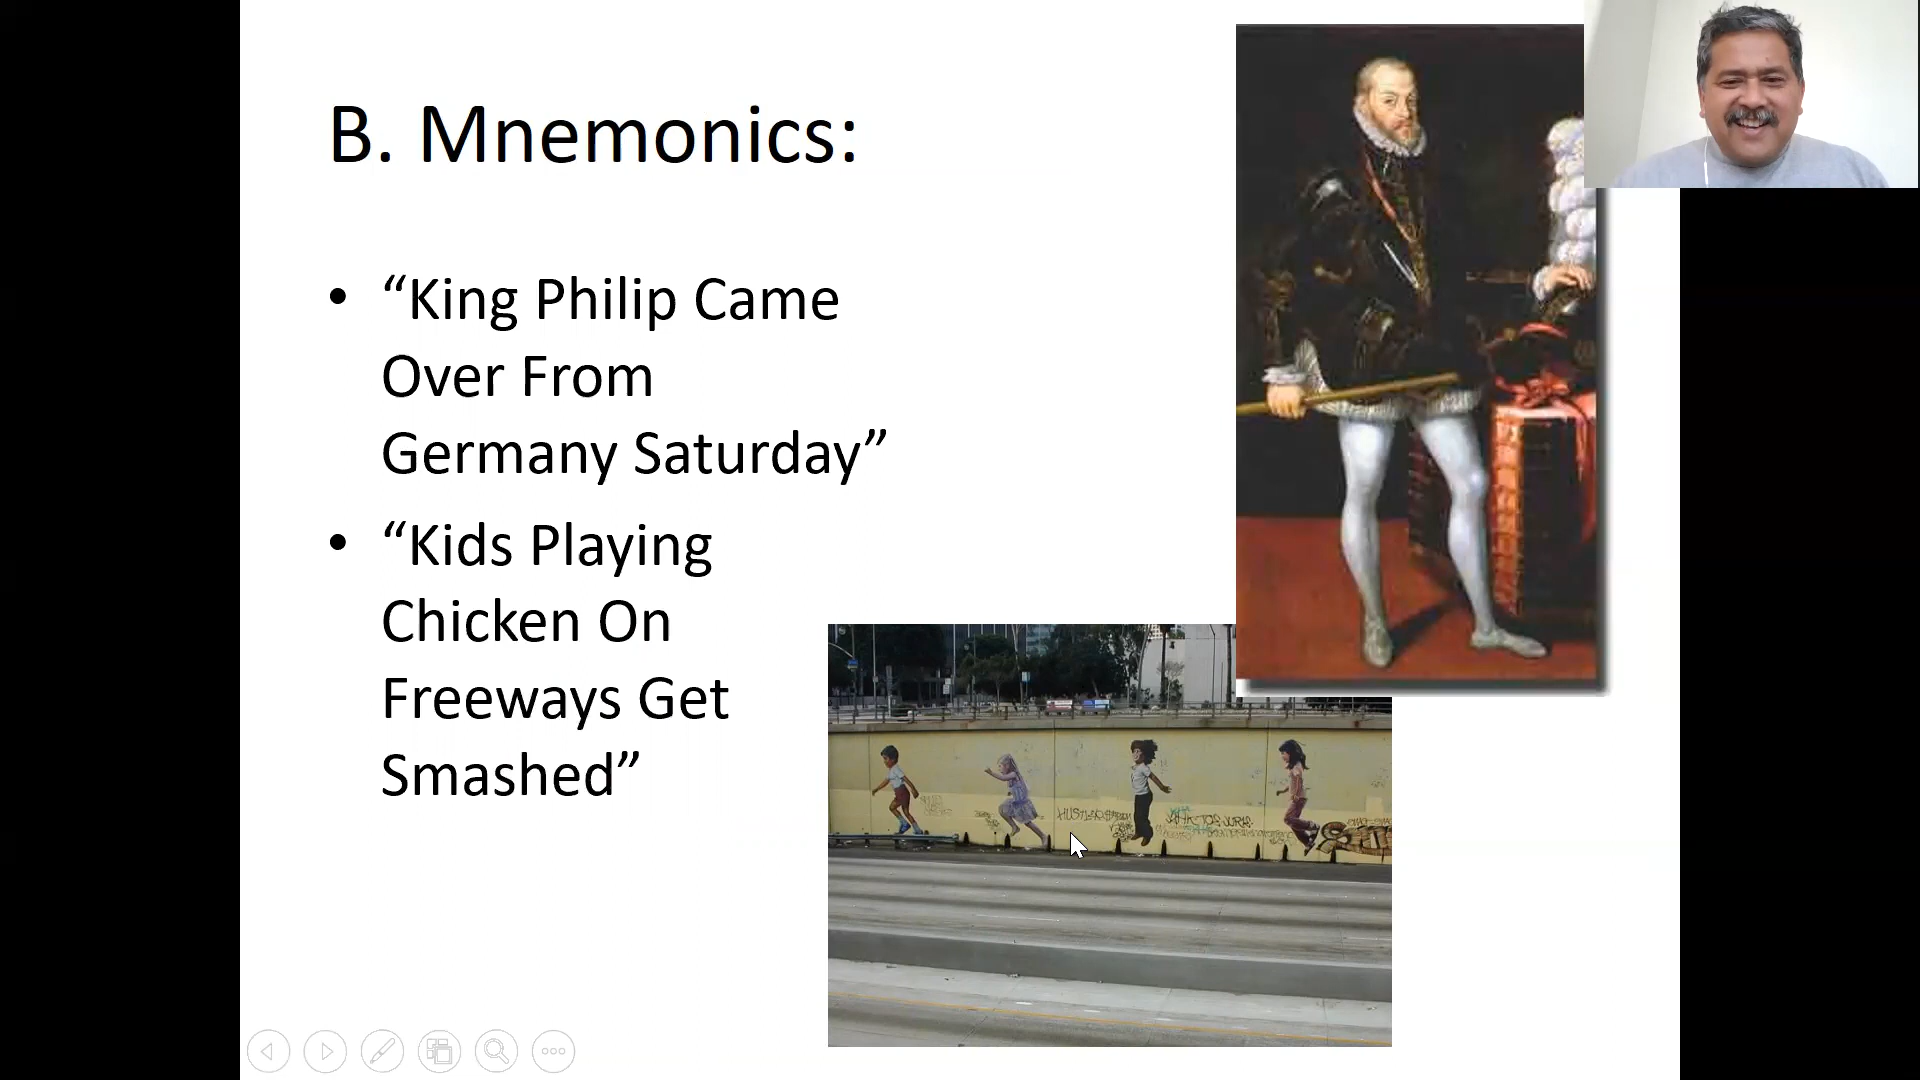 B. Mnemonics:
• “King Philip Came
Over From
Germany Saturday”
• “Kids Playing
Chicken On
Freeways Get
Smashed”